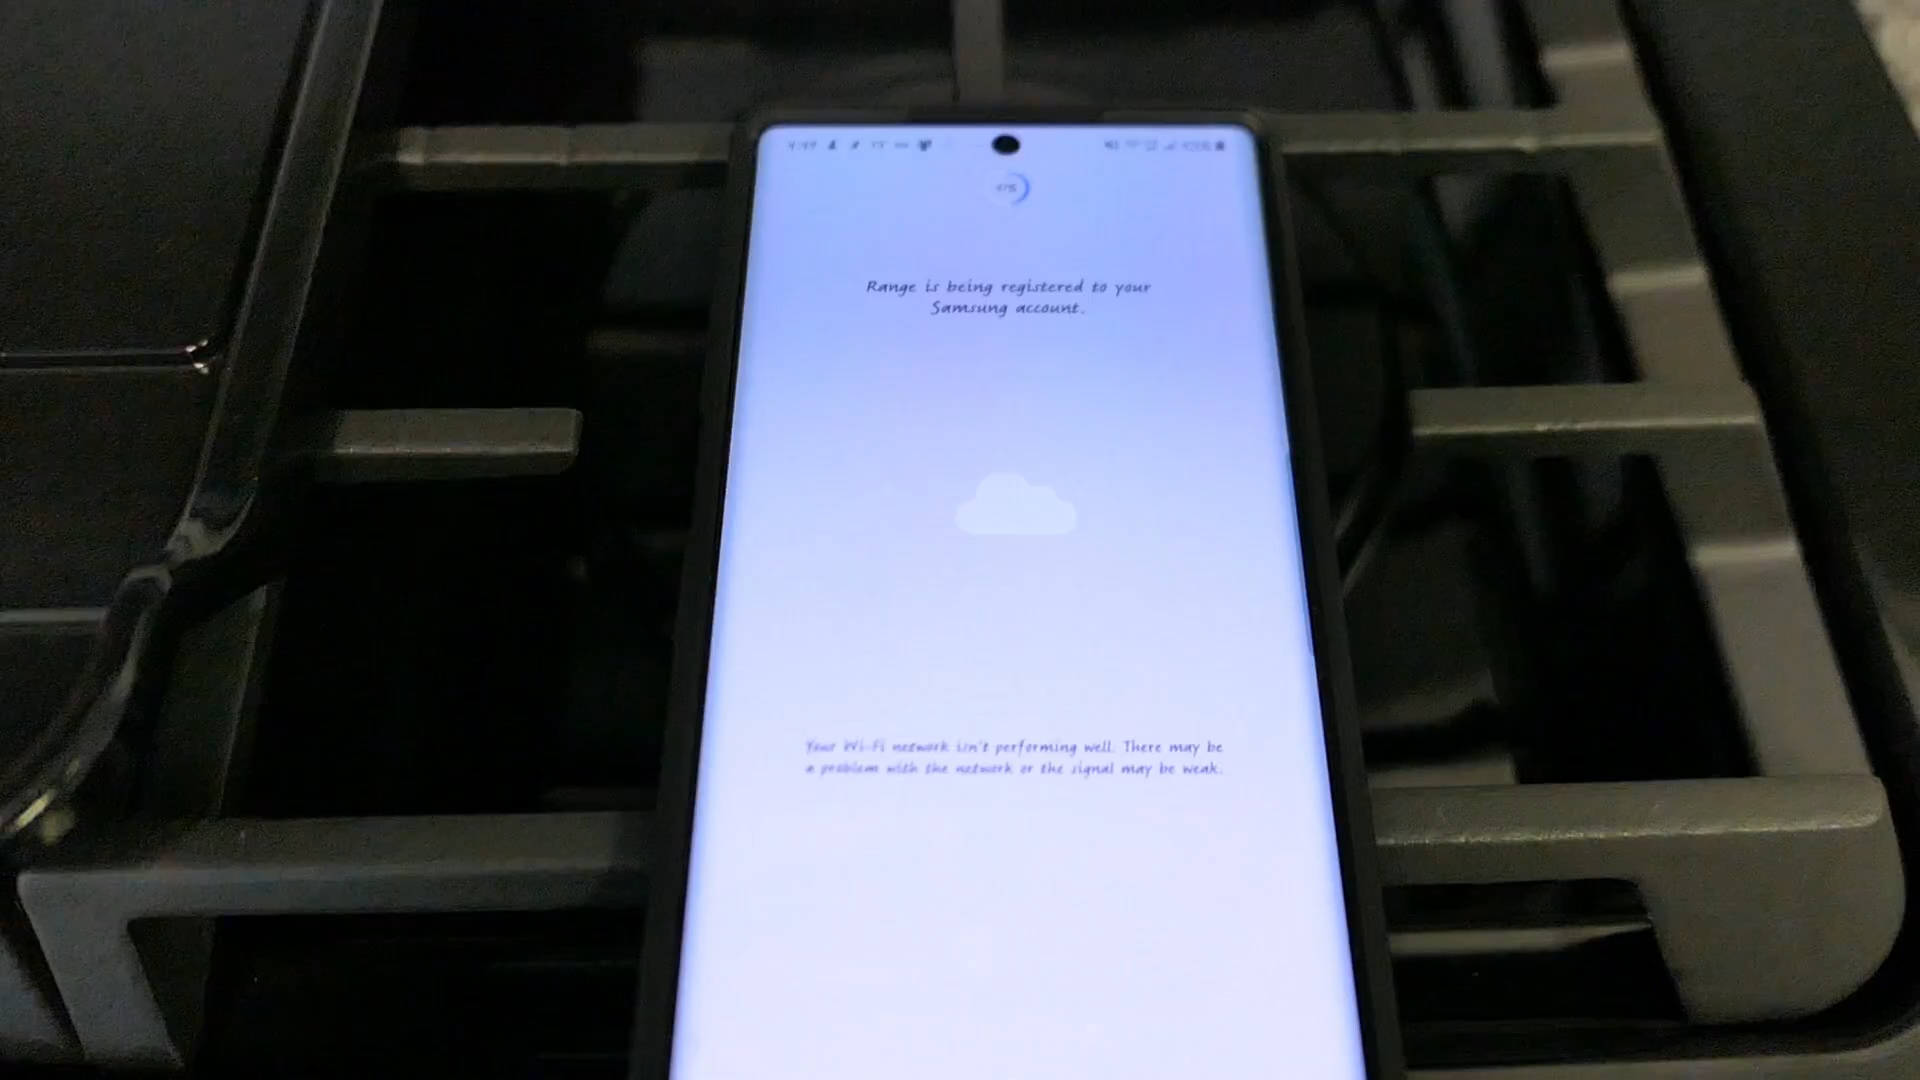 Range is being registered to your
Samsung account.
Your Wi-Fi network isn't performing well. There may be
a problem with the network or the signal may be weak.